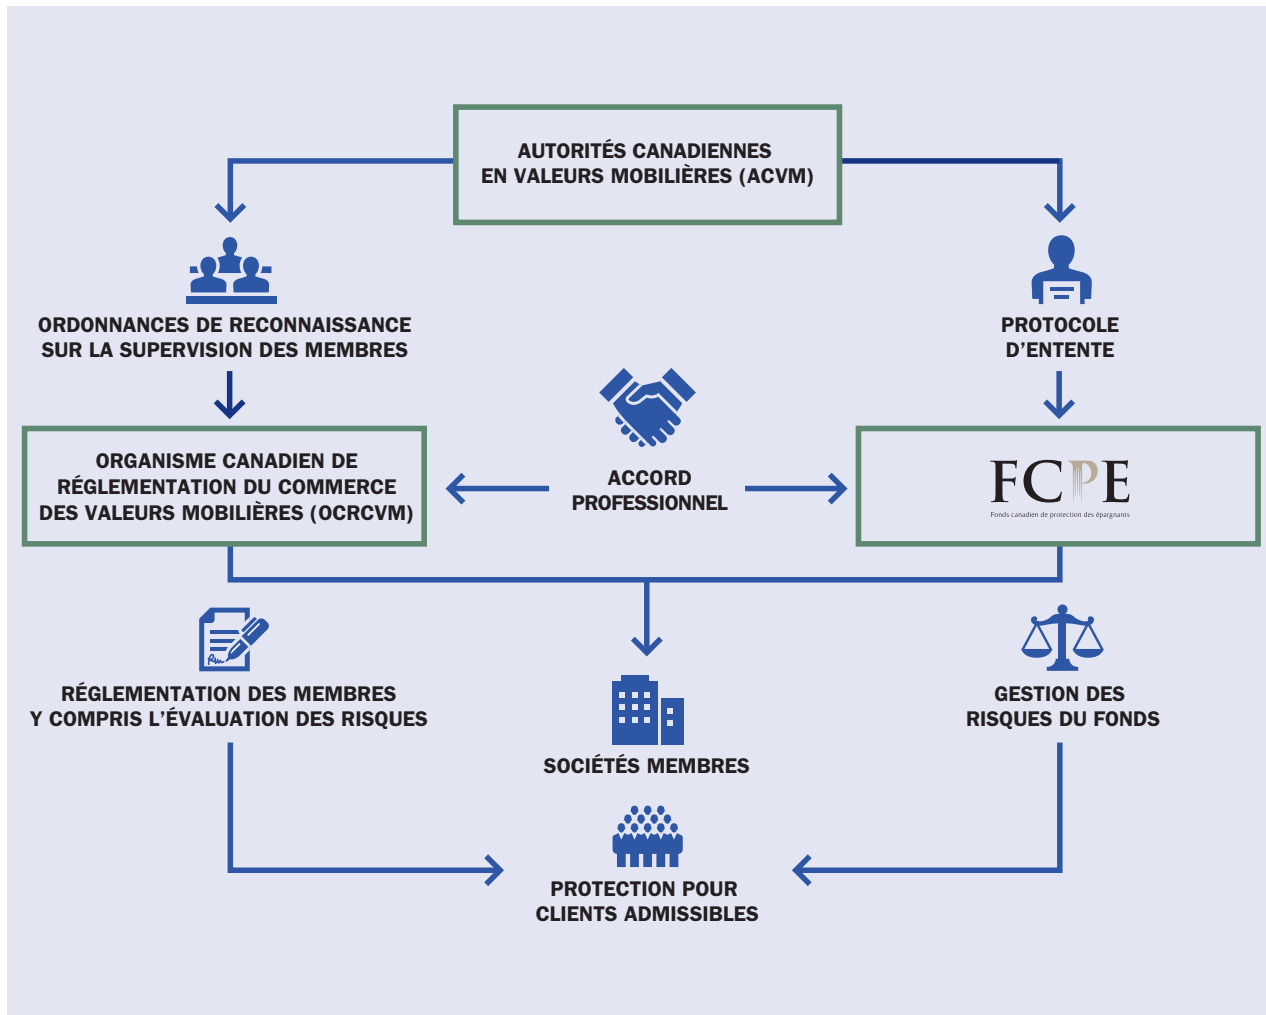 AUTORITÉS CANADIENNES
EN VALEURS MOBILIÈRES (ACVM)
ORDONNANCES DE RECONNAISSANCE
SUR LA SUPERVISION DES MEMBRES
PROTOCOLE
D’ENTENTE
ORGANISME CANADIEN DE
RÉGLEMENTATION DU COMMERCE
DES VALEURS MOBILIÈRES (OCRCVM)
ACCORD
PROFESSIONNEL
FCPE
Fonds canadien de protection des épargnants
RÉGLEMENTATION DES MEMBRES
Y COMPRIS L’ÉVALUATION DES RISQUES
SOCIÉTÉS MEMBRES
GESTION DES
RISQUES DU FONDS
PROTECTION POUR
CLIENTS ADMISSIBLES